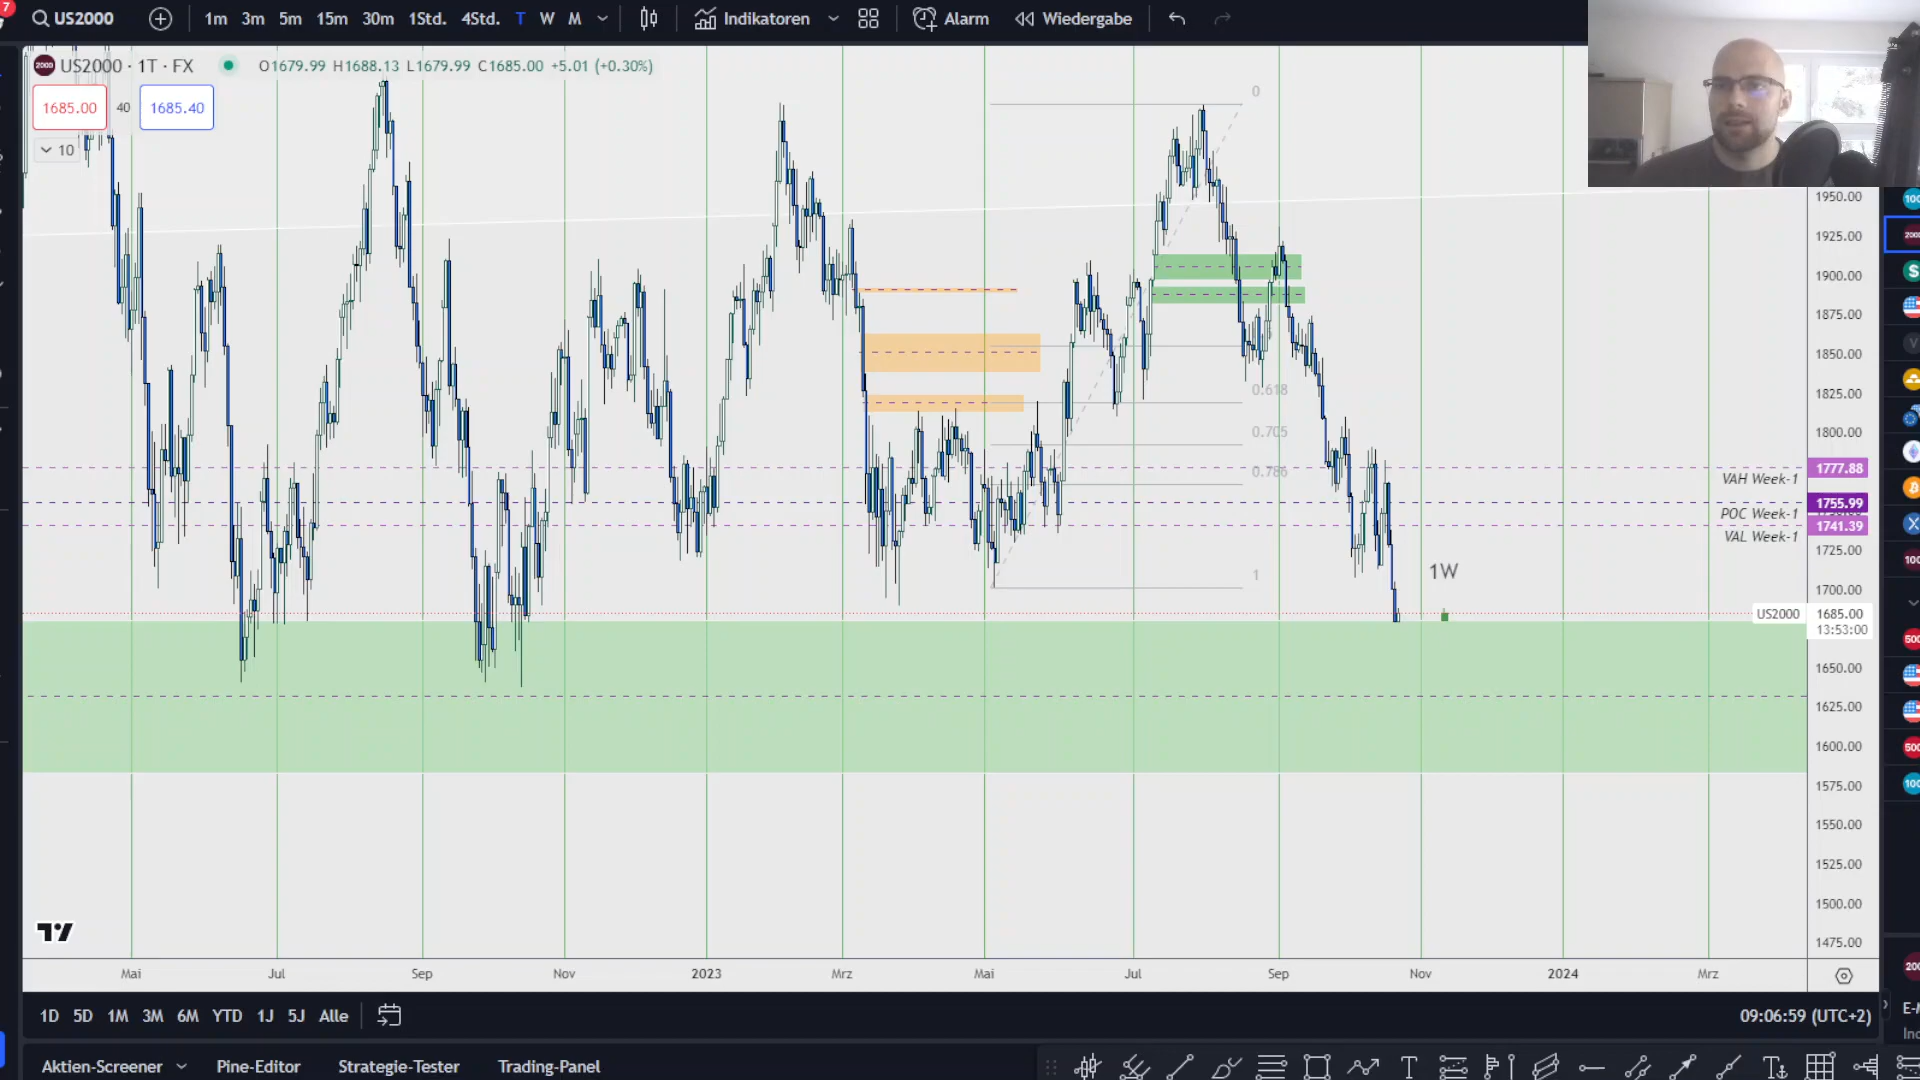 7
US2000
1m 3m 5m 15m 30m 1Std. 4Std. T W M
Indikatoren
Alarm
Wiedergabe
2000 US2000 · 1T · FX
O1679.99 H1688.13 L1679.99 C1685.00 +5.01 (+0.30%)
1685.00 40 1685.40
10
0
0.618
0.705
0.786
1
1W
VAH Week-1
POC Week-1
VAL Week-1
1950.00
1925.00
1900.00
1875.00
1850.00
1825.00
1800.00
1777.88
1755.99
1741.39
1725.00
1700.00
US2000 1685.00
13:53:00
1650.00
1625.00
1600.00
1575.00
1550.00
1525.00
1500.00
1475.00
Mai Jul Sep Nov 2023 Mrz Mai Jul Sep Nov 2024 Mrz
1D 5D 1M 3M 6M YTD 1J 5J Alle
09:06:59 (UTC+2)
Aktien-Screener Pine-Editor Strategie-Tester Trading-Panel